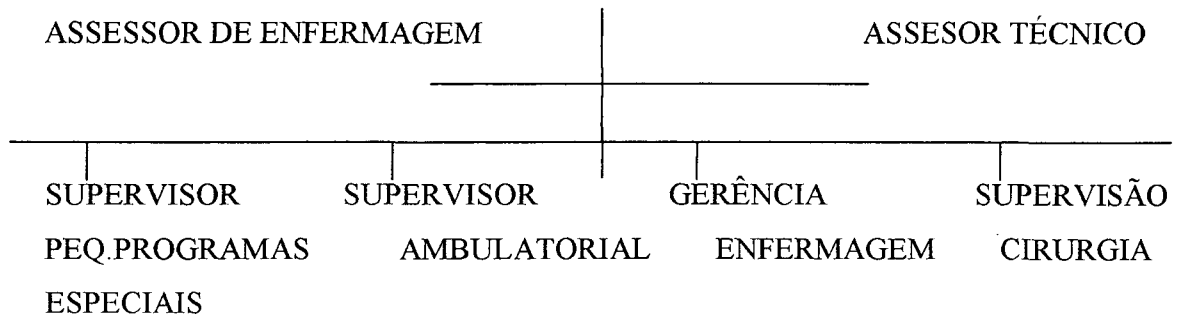 ASSESSOR DE ENFERMAGEM ASSESOR TÉCNICO
SUPERVISOR SUPERVISOR GERÊNCIA SUPERVISÃO
PEQ.PROGRAMAS AMBULATORIAL ENFERMAGEM CIRURGIA
ESPECIAIS